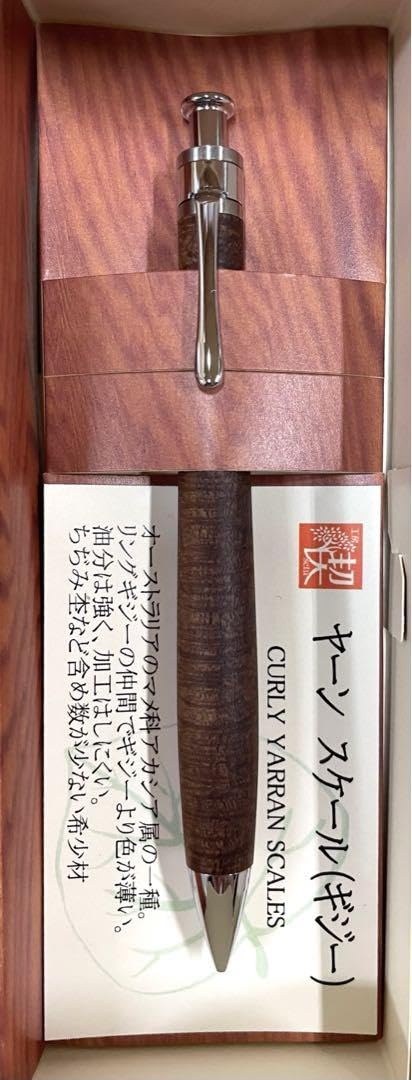 ヤーン スケール(ギジー)
CURLY YARRAN SCALES
オーストラリアのマメ科アカシア属の一種。
リングギジーの仲間でギジーより色が薄い。
油分は強く、加工はしにくい。
ちぢみ杢など含め数が少ない希少材